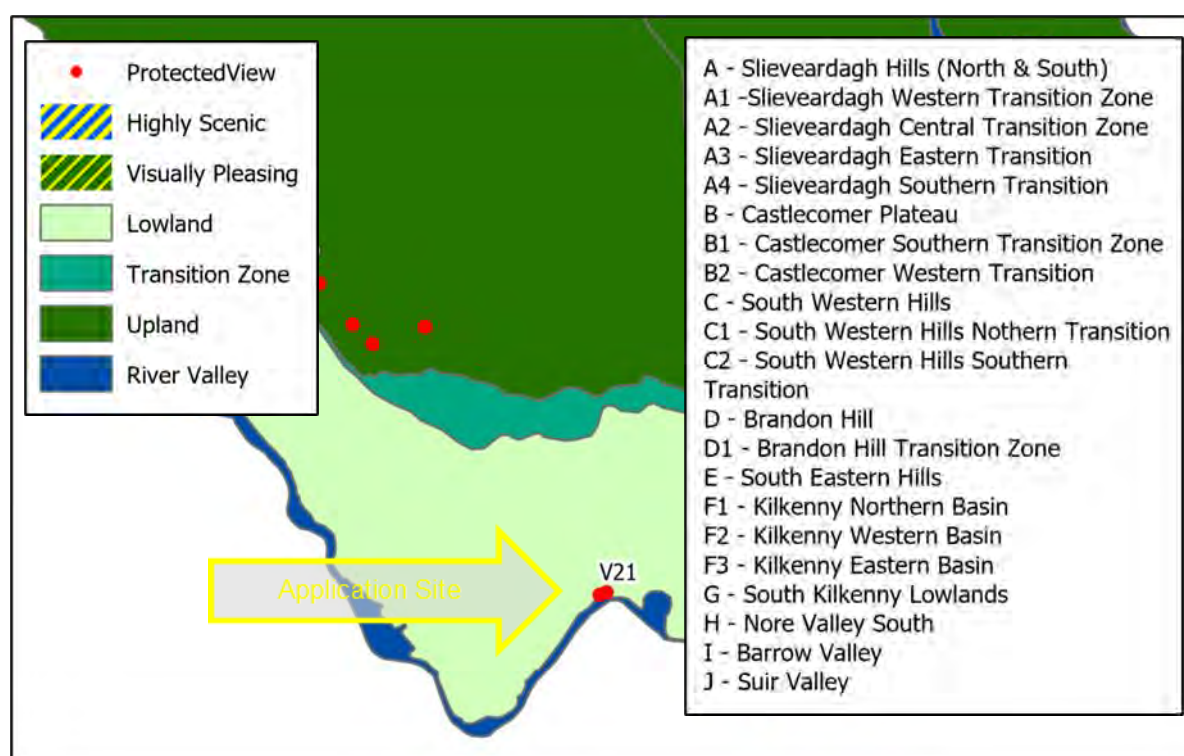 ProtectedView
Highly Scenic
Visually Pleasing
Lowland
Transition Zone
Upland
River Valley
A - Slieveardagh Hills (North & South)
A1 -Slieveardagh Western Transition Zone
A2 - Slieveardagh Central Transition Zone
A3 - Slieveardagh Eastern Transition
A4 - Slieveardagh Southern Transition
B - Castlecomer Plateau
B1 - Castlecomer Southern Transition Zone
B2 - Castlecomer Western Transition
C - South Western Hills
C1 - South Western Hills Nothern Transition
C2 - South Western Hills Southern
Transition
D - Brandon Hill
D1 - Brandon Hill Transition Zone
E - South Eastern Hills
F1 - Kilkenny Northern Basin
F2 - Kilkenny Western Basin
F3 - Kilkenny Eastern Basin
G - South Kilkenny Lowlands
H - Nore Valley South
I - Barrow Valley
J - Suir Valley
V21
Application Site